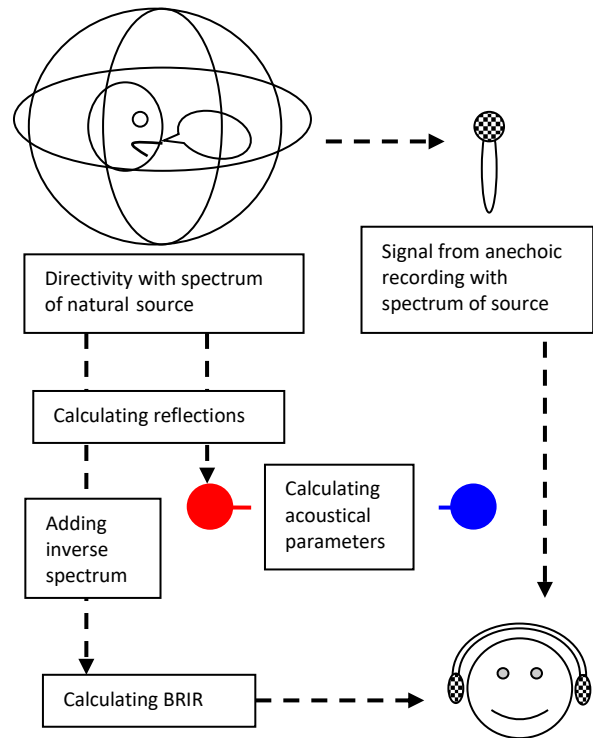 Directivity with spectrum
of natural source
Signal from anechoic
recording with
spectrum of source
Calculating reflections
Calculating
acoustical
parameters
Adding
inverse
spectrum
Calculating BRIR